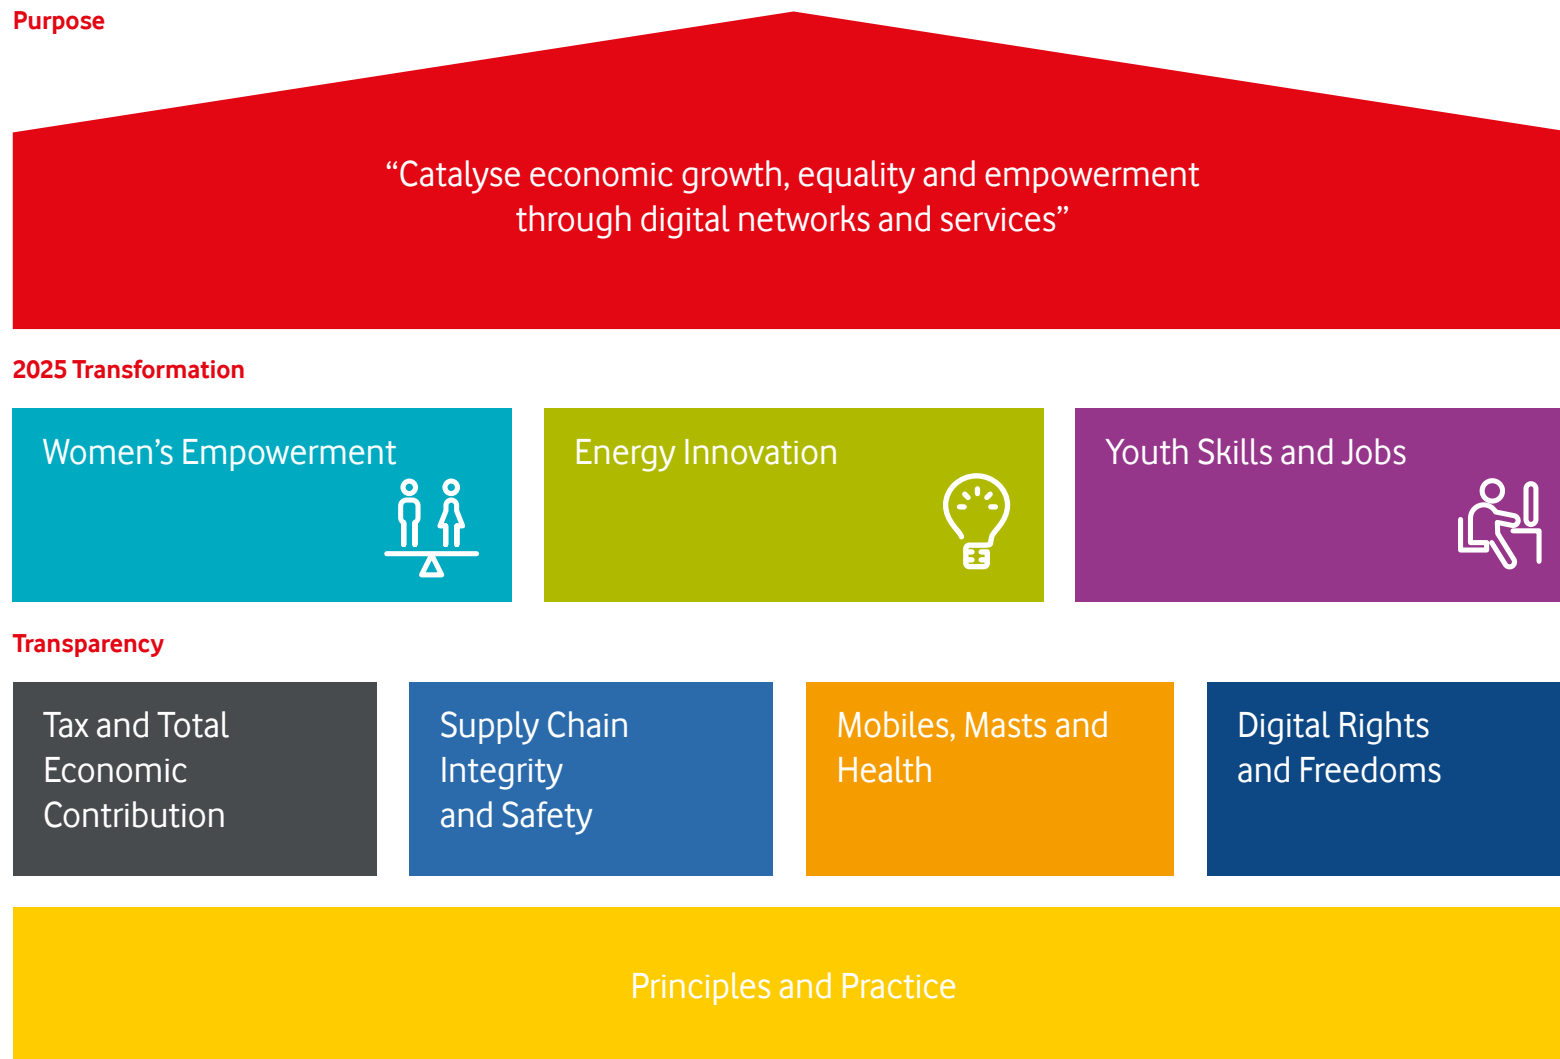 Purpose
“Catalyse economic growth, equality and empowerment
through digital networks and services”
2025 Transformation
Women’s Empowerment
Energy Innovation
Youth Skills and Jobs
Transparency
Tax and Total
Economic
Contribution
Supply Chain
Integrity
and Safety
Mobiles, Masts and
Health
Digital Rights
and Freedoms
Principles and Practice